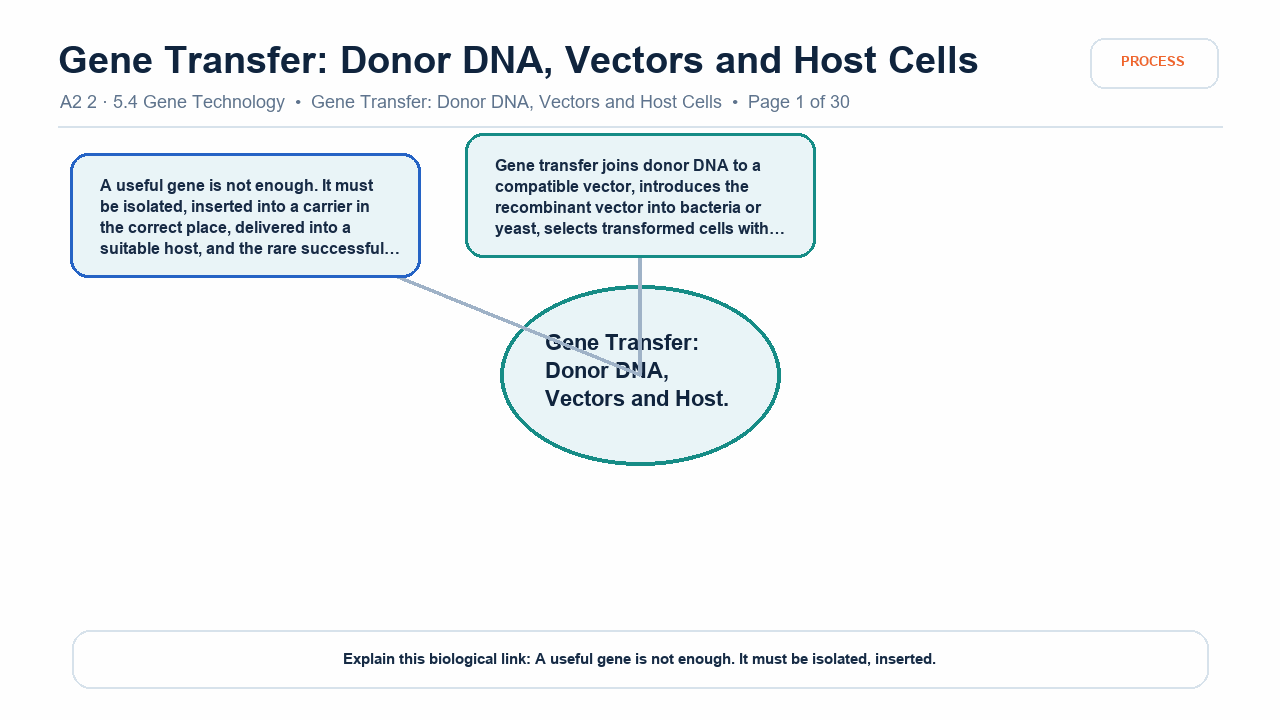 Gene Transfer: Donor DNA, Vectors and Host Cells
PROCESS
A2 2 · 5.4 Gene Technology • Gene Transfer: Donor DNA, Vectors and Host Cells • Page 1 of 30
A useful gene is not enough. It must
be isolated, inserted into a carrier in
the correct place, delivered into a
suitable host, and the rare successful…
Gene transfer joins donor DNA to a
compatible vector, introduces the
recombinant vector into bacteria or
yeast, selects transformed cells with…
Gene Transfer:
Donor DNA,
Vectors and Host.
Explain this biological link: A useful gene is not enough. It must be isolated, inserted.